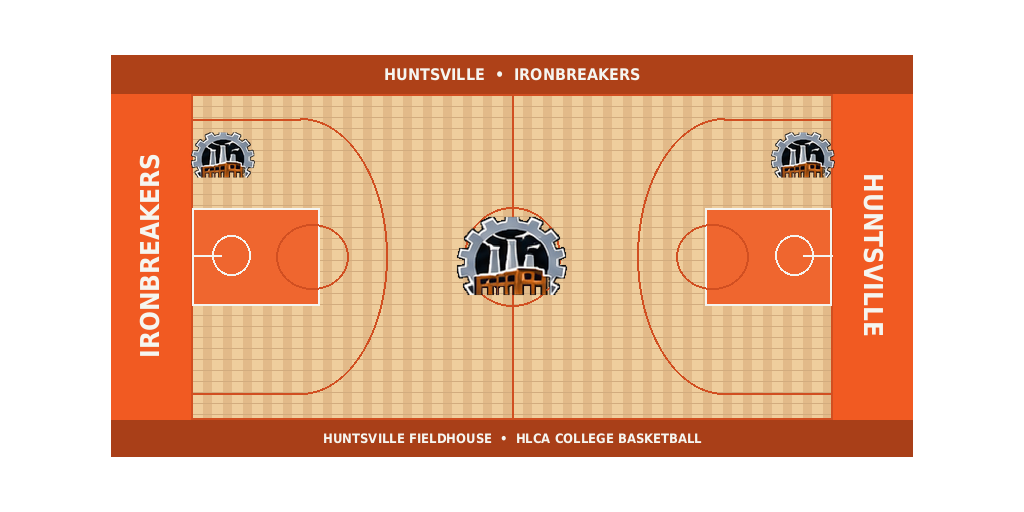 HUNTSVILLE • IRONBREAKERS
IRONBREAKERS
HUNTSVILLE
HUNTSVILLE FIELDHOUSE • HLCA COLLEGE BASKETBALL